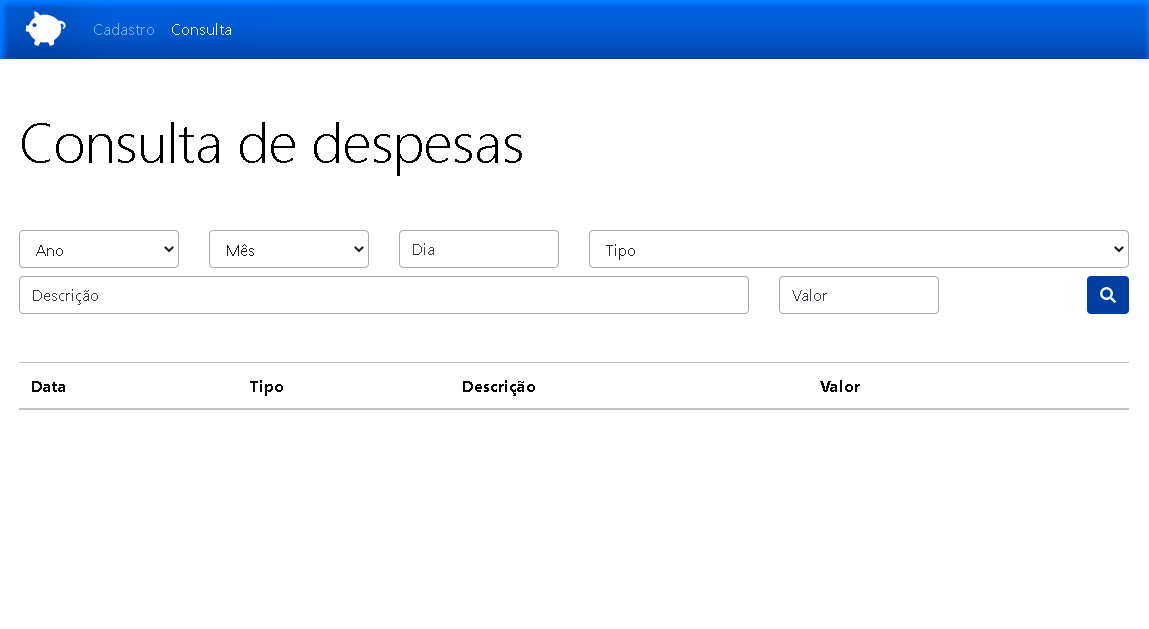 Cadastro Consulta
Consulta de despesas
Ano Mês Dia Tipo
Descrição Valor
Data Tipo Descrição Valor